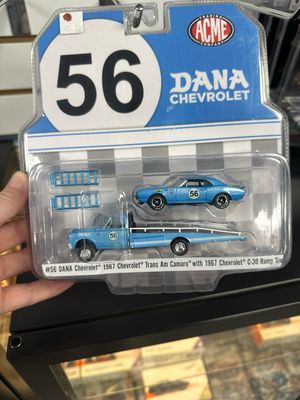 ACME
56
DANA
CHEVROLET
56
56
#56 DANA Chevrolet® 1967 Chevrolet® Trans Am Camaro® with 1967 Chevrolet® C-30 Ramp